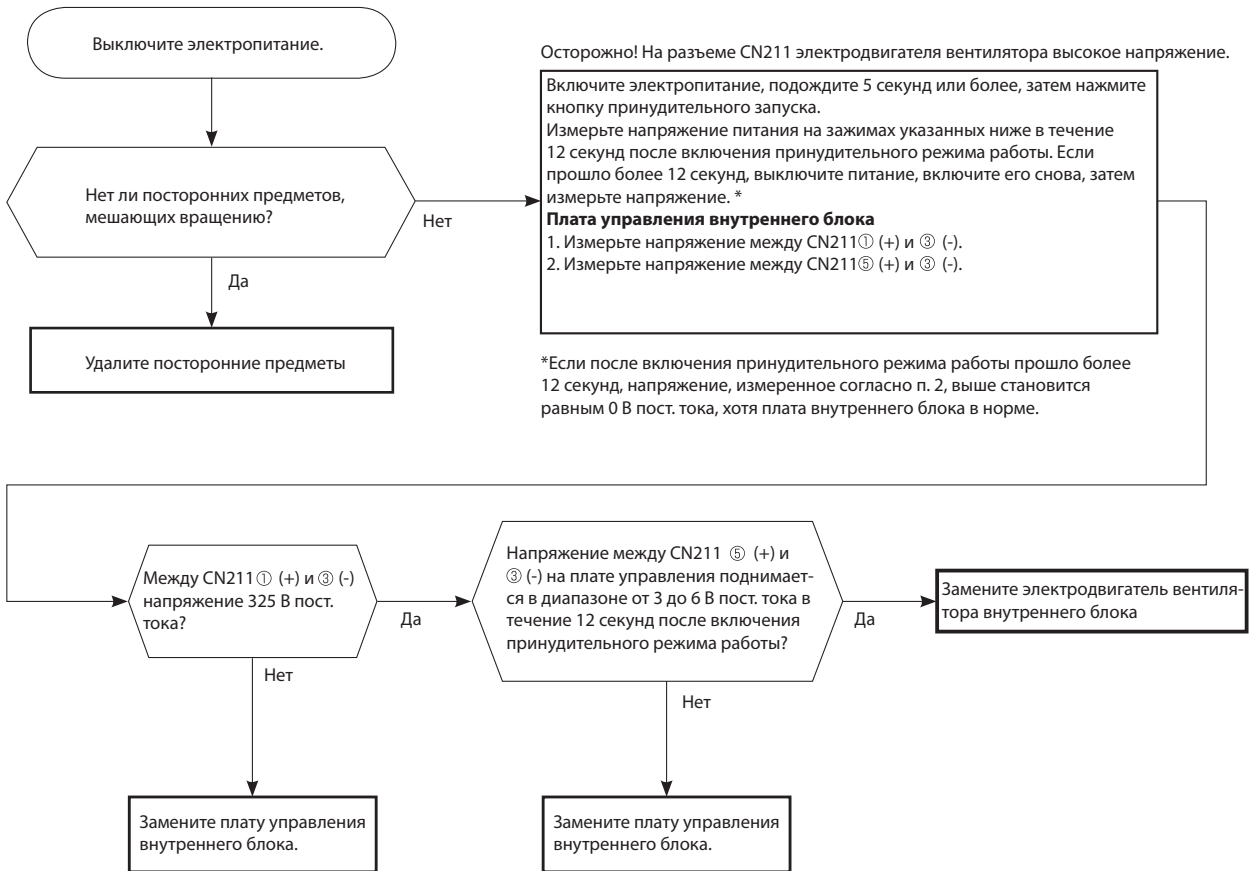 Выключите электропитание.
Осторожно! На разъеме CN211 электродвигателя вентилятора высокое напряжение.
Включите электропитание, подождите 5 секунд или более, затем нажмите
кнопку принудительного запуска.
Измерьте напряжение питания на зажимах указанных ниже в течение
12 секунд после включения принудительного режима работы. Если
прошло более 12 секунд, выключите питание, включите его снова, затем
измерьте напряжение. *
Плата управления внутреннего блока
1. Измерьте напряжение между CN211① (+) и ③ (-).
2. Измерьте напряжение между CN211⑤ (+) и ③ (-).
Нет ли посторонних предметов,
мешающих вращению?
Нет
Да
Удалите посторонние предметы
*Если после включения принудительного режима работы прошло более
12 секунд, напряжение, измеренное согласно п. 2, выше становится
равным 0 В пост. тока, хотя плата внутреннего блока в норме.
Между CN211① (+) и ③ (-)
напряжение 325 В пост.
тока?
Да
Нет
Напряжение между CN211 ⑤ (+) и
③ (-) на плате управления поднимает-
ся в диапазоне от 3 до 6 В пост. тока в
течение 12 секунд после включения
принудительного режима работы?
Да
Нет
Замените электродвигатель вентиля-
тора внутреннего блока
Замените плату управления
внутреннего блока.
Замените плату управления
внутреннего блока.